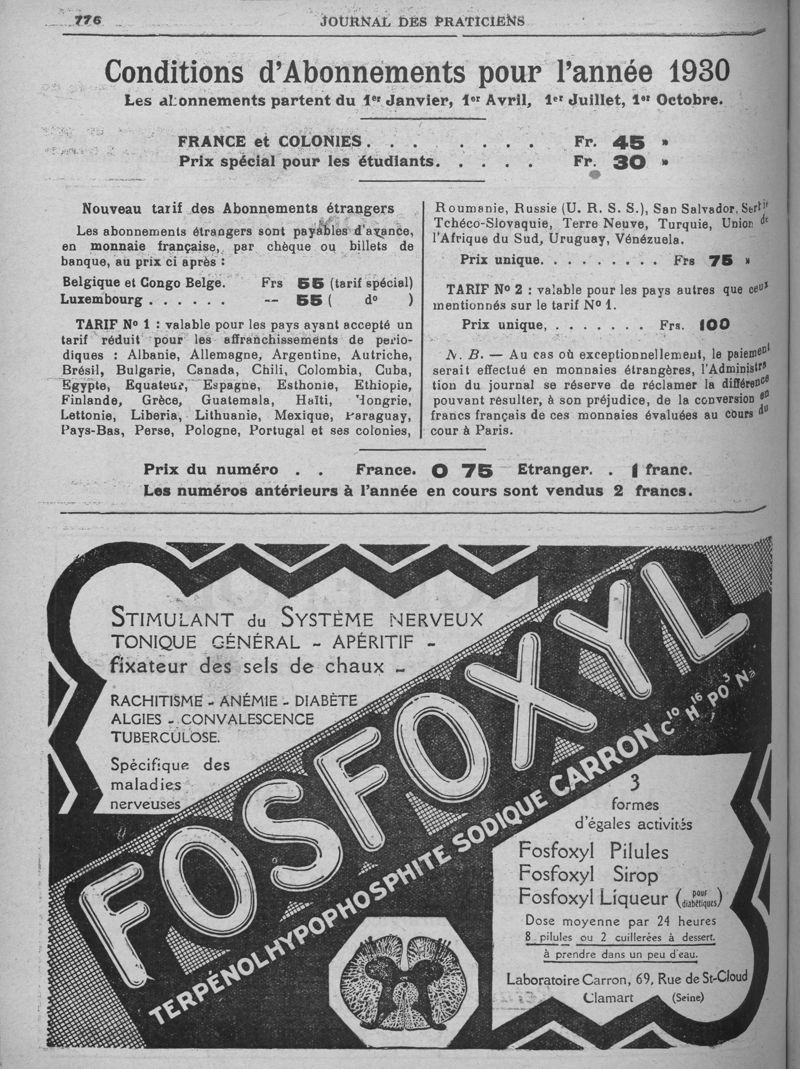 776
JOURNAL DES PRATICIENS
Conditions d'Abonnements pour l'année 1930
Les abonnements partent du 1er Janvier, 1er Avril, 1er Juillet, 1er Octobre.
FRANCE et COLONIES. . . . . . . . Fr. 45 »
Prix spécial pour les étudiants. . . . . Fr. 30 »
Nouveau tarif des Abonnements étrangers
Les abonnements étrangers sont payables d'avance,
en monnaie française, par chèque ou billets de
banque, au prix ci après :
Belgique et Congo Belge. Frs 55 (tarif spécial)
Luxembourg . . . . . . — 55 ( do )
TARIF No 1 : valable pour les pays ayant accepté un
tarif réduit pour les affranchissements de pério-
diques : Albanie, Allemagne, Argentine, Autriche,
Brésil, Bulgarie, Canada, Chili, Colombia, Cuba,
Egypte, Equateur, Espagne, Esthonie, Ethiopie,
Finlande, Grèce, Guatemala, Haïti, Hongrie,
Lettonie, Liberia, Lithuanie, Mexique, Paraguay,
Pays-Bas, Perse, Pologne, Portugal et ses colonies,
Roumanie, Russie (U. R. S. S.), San Salvador, Serbie
Tchéco-Slovaquie, Terre Neuve, Turquie, Union de
l'Afrique du Sud, Uruguay, Vénézuela.
Prix unique. . . . . . . . . Frs 75 »
TARIF No 2 : valable pour les pays autres que ceux
mentionnés sur le tarif No 1.
Prix unique, . . . . . . . Frs. 100
N. B. — Au cas où exceptionnellement, le paiement
serait effectué en monnaies étrangères, l'Administra
tion du journal se réserve de réclamer la différence
pouvant résulter, à son préjudice, de la conversion en
francs français de ces monnaies évaluées au cours du
cour à Paris.
Prix du numéro . . France. 0 75 Etranger. . 1 franc.
Les numéros antérieurs à l'année en cours sont vendus 2 francs.
STIMULANT du SYSTÈME NERVEUX
TONIQUE GÉNÉRAL - APÉRITIF -
fixateur des sels de chaux -
RACHITISME - ANÉMIE - DIABÈTE
ALGIES - CONVALESCENCE
TUBERCULOSE.
Spécifique des
maladies
nerveuses
FOSFOXYL
TERPÉNOLHYPOPHOSPHITE SODIQUE CARRON C10 H16 PO3 Na
3
formes
d'égales activités
Fosfoxyl Pilules
Fosfoxyl Sirop
Fosfoxyl Liqueur (pour diabétiques)
Dose moyenne par 24 heures
8 pilules ou 2 cuillerées à dessert.
à prendre dans un peu d'eau.
Laboratoire Carron, 69, Rue de St-Cloud
Clamart (Seine)